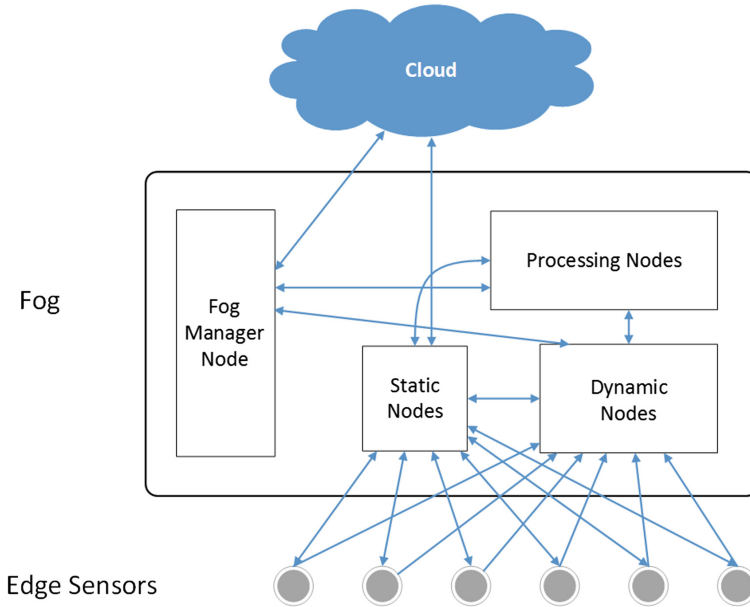 Cloud
Fog
Fog
Manager
Node
Processing Nodes
Static
Nodes
Dynamic
Nodes
Edge Sensors